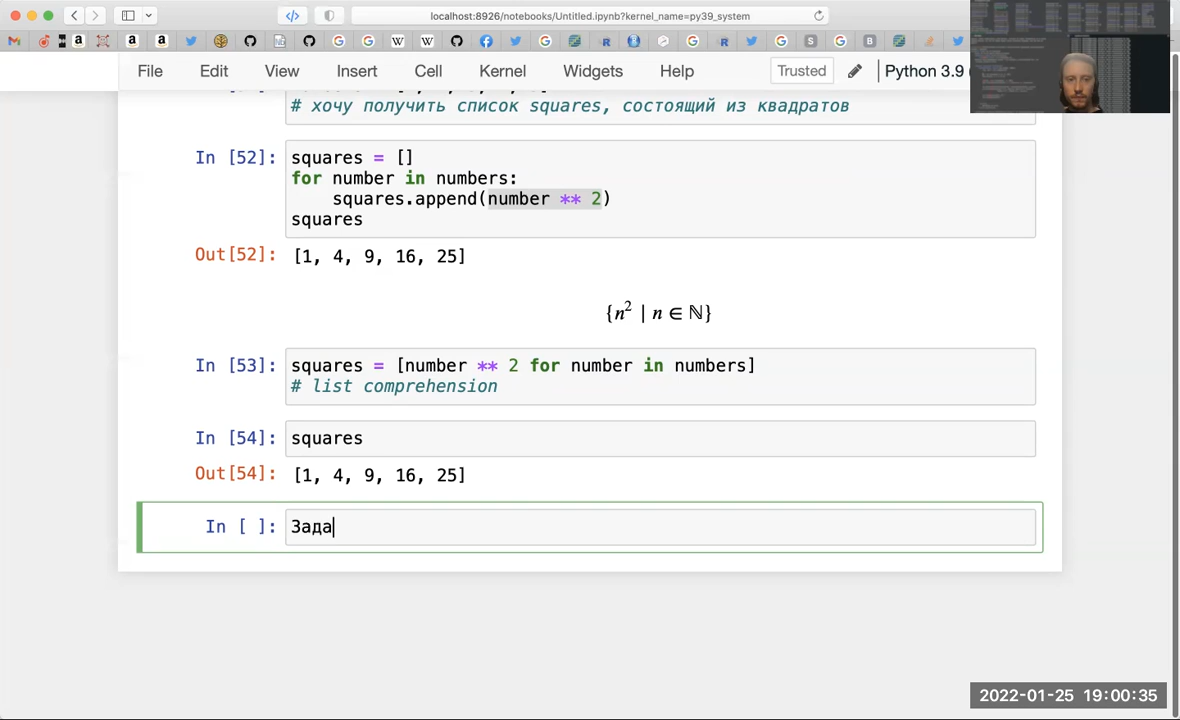 localhost:8926/notebooks/Untitled.ipynb?kernel_name=py39_system
File Edit View Insert Cell Kernel Widgets Help Trusted Python 3.9
# хочу получить список squares, состоящий из квадратов
In [52]: squares = []
for number in numbers:
squares.append(number ** 2)
squares
Out[52]: [1, 4, 9, 16, 25]
{n² | n ∈ ℕ}
In [53]: squares = [number ** 2 for number in numbers]
# list comprehension
In [54]: squares
Out[54]: [1, 4, 9, 16, 25]
In [ ]: Зада
2022-01-25 19:00:35